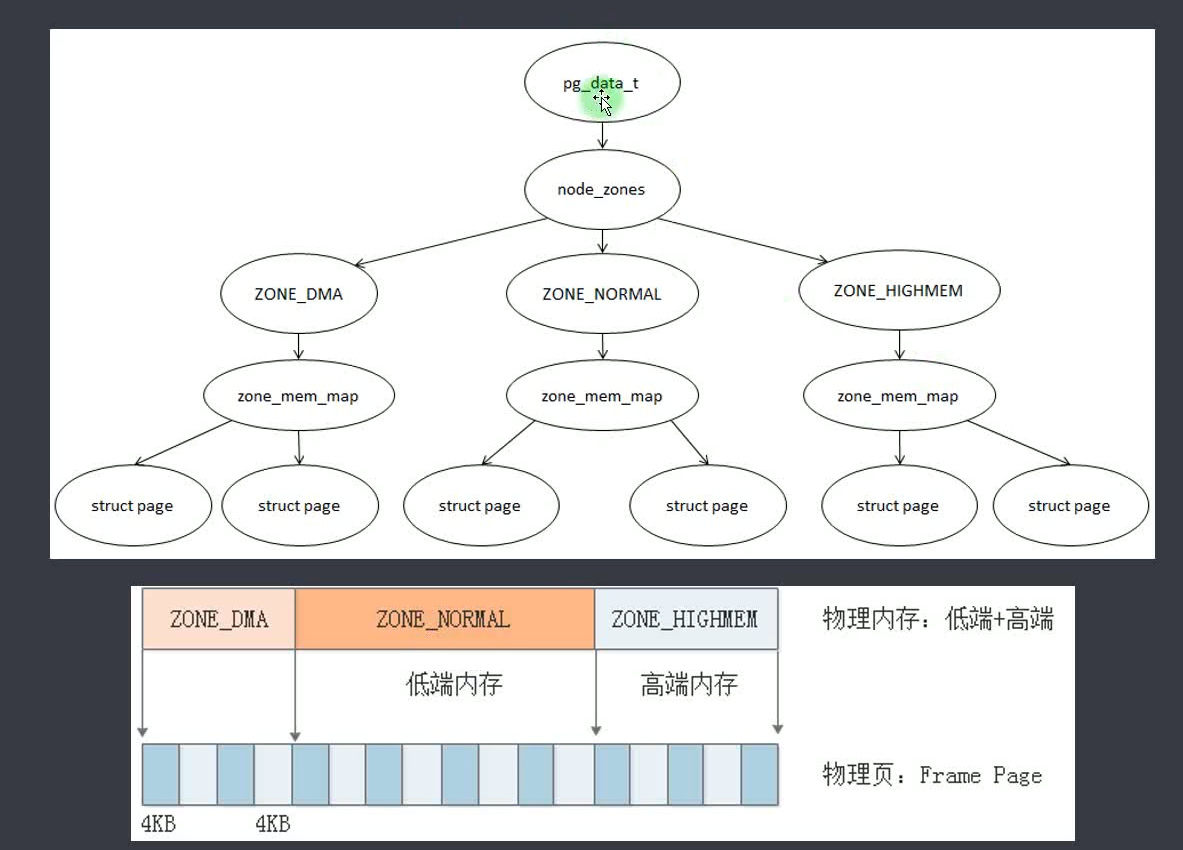 pg_data_t
node_zones
ZONE_DMA ZONE_NORMAL ZONE_HIGHMEM
zone_mem_map zone_mem_map zone_mem_map
struct page struct page struct page struct page struct page struct page
ZONE_DMA ZONE_NORMAL ZONE_HIGHMEM 物理内存：低端+高端
低端内存 高端内存
物理页：Frame Page
4KB 4KB